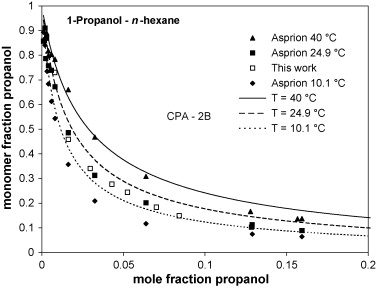 1-Propanol - n-hexane
Asprion 40 °C
Asprion 24.9 °C
This work
Asprion 10.1 °C
T = 40 °C
T = 24.9 °C
T = 10.1 °C
CPA - 2B
monomer fraction propanol
1
0.9
0.8
0.7
0.6
0.5
0.4
0.3
0.2
0.1
0
0
0.05
0.1
0.15
0.2
mole fraction propanol